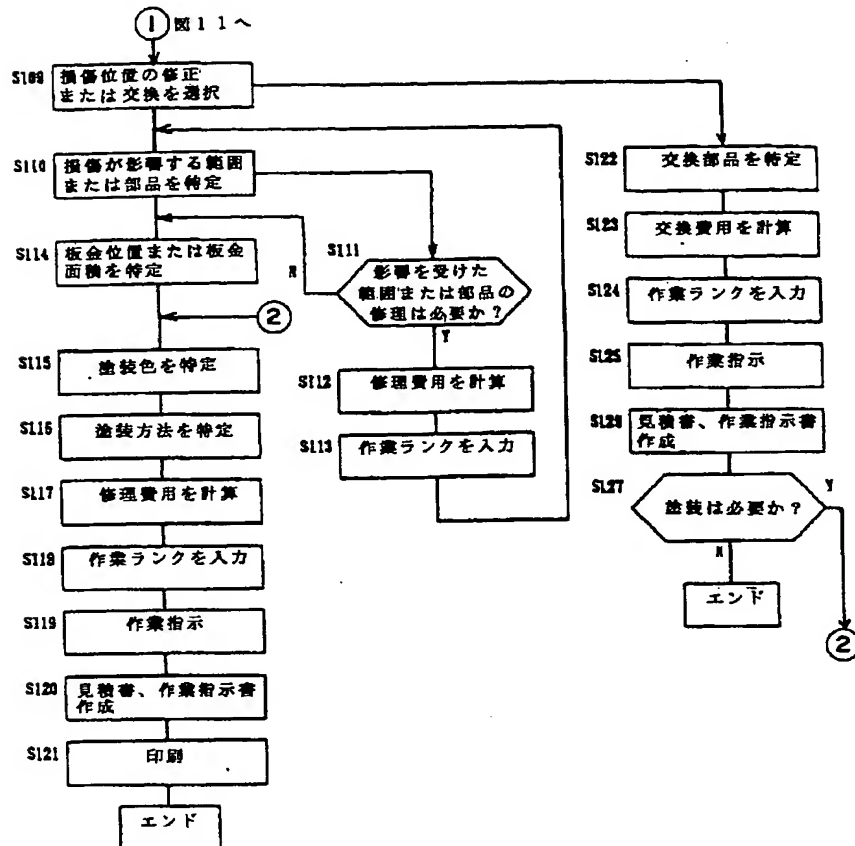 ① 図11へ
S109 損傷位置の修正
または交換を選択
S110 損傷が影響する範囲
または部品を特定
S114 板金位置または板金
面積を特定
②
S115 塗装色を特定
S116 塗装方法を特定
S117 修理費用を計算
S118 作業ランクを入力
S119 作業指示
S120 見積書、作業指示書
作成
S121 印刷
エンド
S111
影響を受けた
範囲または部品の
修理は必要か？
N
Y
S112 修理費用を計算
S113 作業ランクを入力
S122 交換部品を特定
S123 交換費用を計算
S124 作業ランクを入力
S125 作業指示
S126 見積書、作業指示書
作成
S127 塗装は必要か？
Y
N
エンド
②